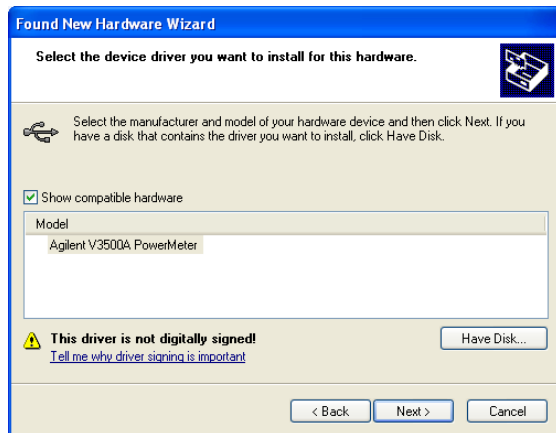 Found New Hardware Wizard
Select the device driver you want to install for this hardware.
Select the manufacturer and model of your hardware device and then click Next. If you
have a disk that contains the driver you want to install, click Have Disk.
Show compatible hardware
Model
Agilent V3500A PowerMeter
This driver is not digitally signed!
Tell me why driver signing is important
Have Disk...
< Back
Next >
Cancel